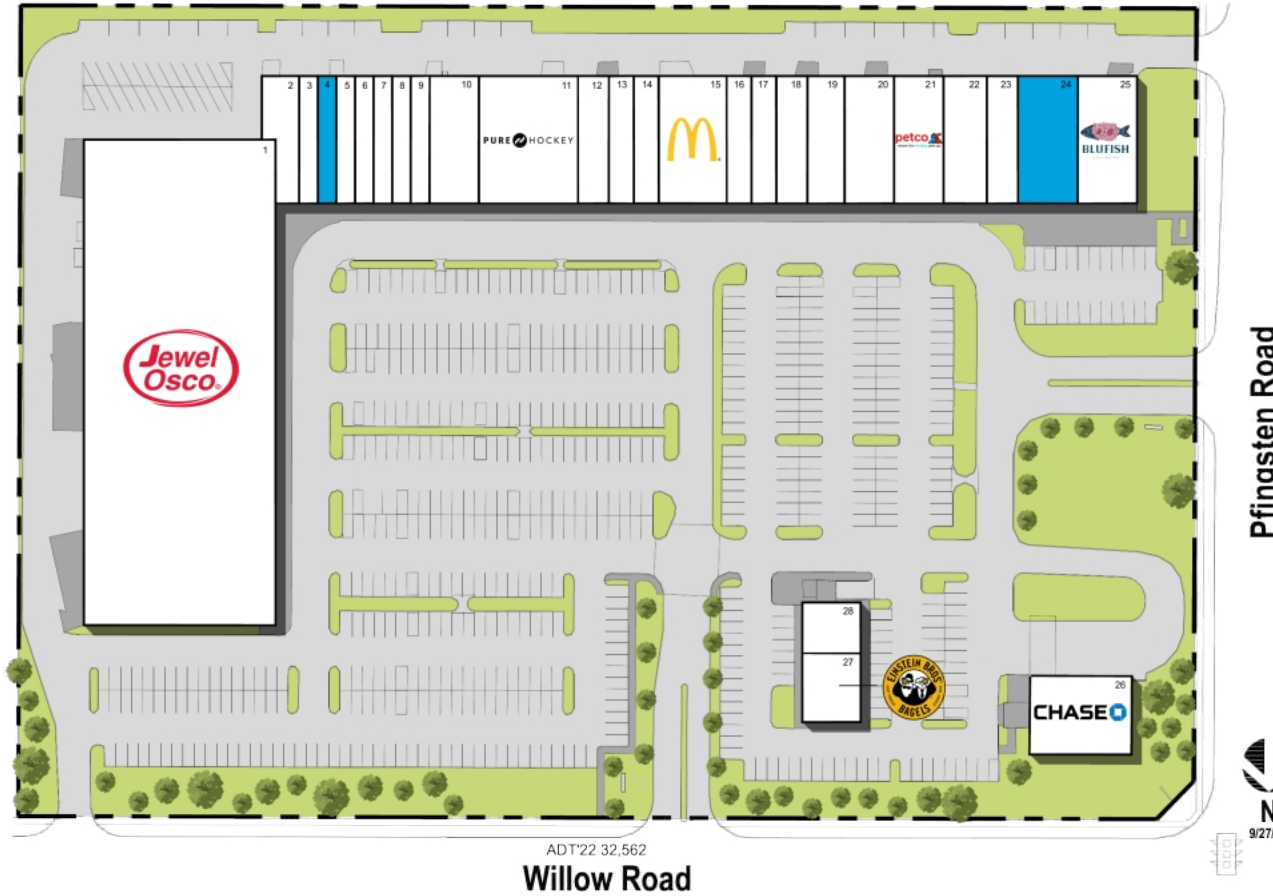 2 3 4 5 6 7 8 9 10 11 12 13 14 15 16 17 18 19 20 21 22 23 24 25
PURE HOCKEY
petco
BLUFISH
1
Jewel
Osco
Pfingsten Road
28
27
EINSTEIN BROS
BAGELS
26
CHASE
N
9/27/
ADT'22 32,562
Willow Road